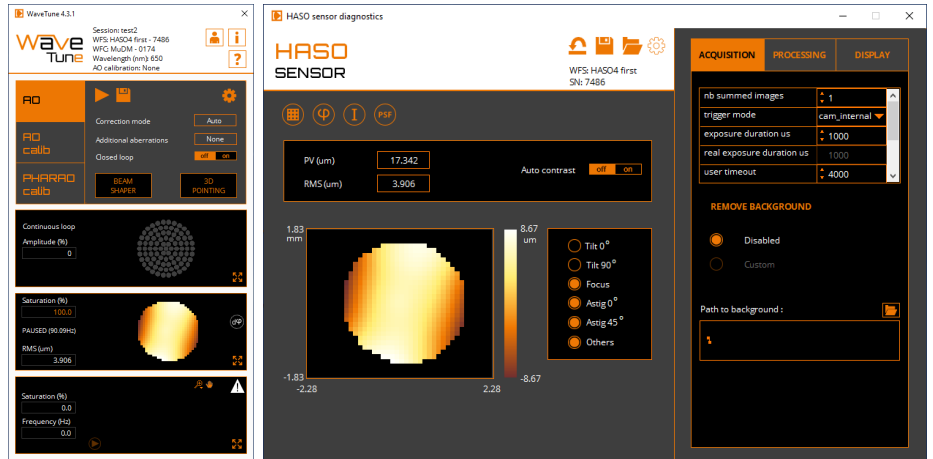 WaveTune 4.3.1
Wave
Tune
Session: test2
WFS: HASO4 first - 7486
WFC: MuDM - 0174
Wavelength (nm): 650
AO calibration: None
i
?
AO
AO
calib
PHARAO
calib
Correction mode
Auto
Additional aberrations
None
Closed loop
off on
BEAM
SHAPER
3D
POINTING
Continuous loop
Amplitude (%)
0
Saturation (%)
100.0
PAUSED (90.09Hz)
RMS (um)
3.906
dφ
Saturation (%)
0.0
Frequency (Hz)
0.0
HASO sensor diagnostics
HASO
SENSOR
WFS: HASO4 first
SN: 7486
φ
I
PSF
PV (um)
17.342
RMS (um)
3.906
Auto contrast
off on
1.83
mm
-1.83
-2.28
2.28
8.67
um
-8.67
Tilt 0°
Tilt 90°
Focus
Astig 0°
Astig 45°
Others
ACQUISITION
PROCESSING
DISPLAY
nb summed images
1
trigger mode
cam_internal
exposure duration us
1000
real exposure duration us
1000
user timeout
4000
REMOVE BACKGROUND
Disabled
Custom
Path to background :